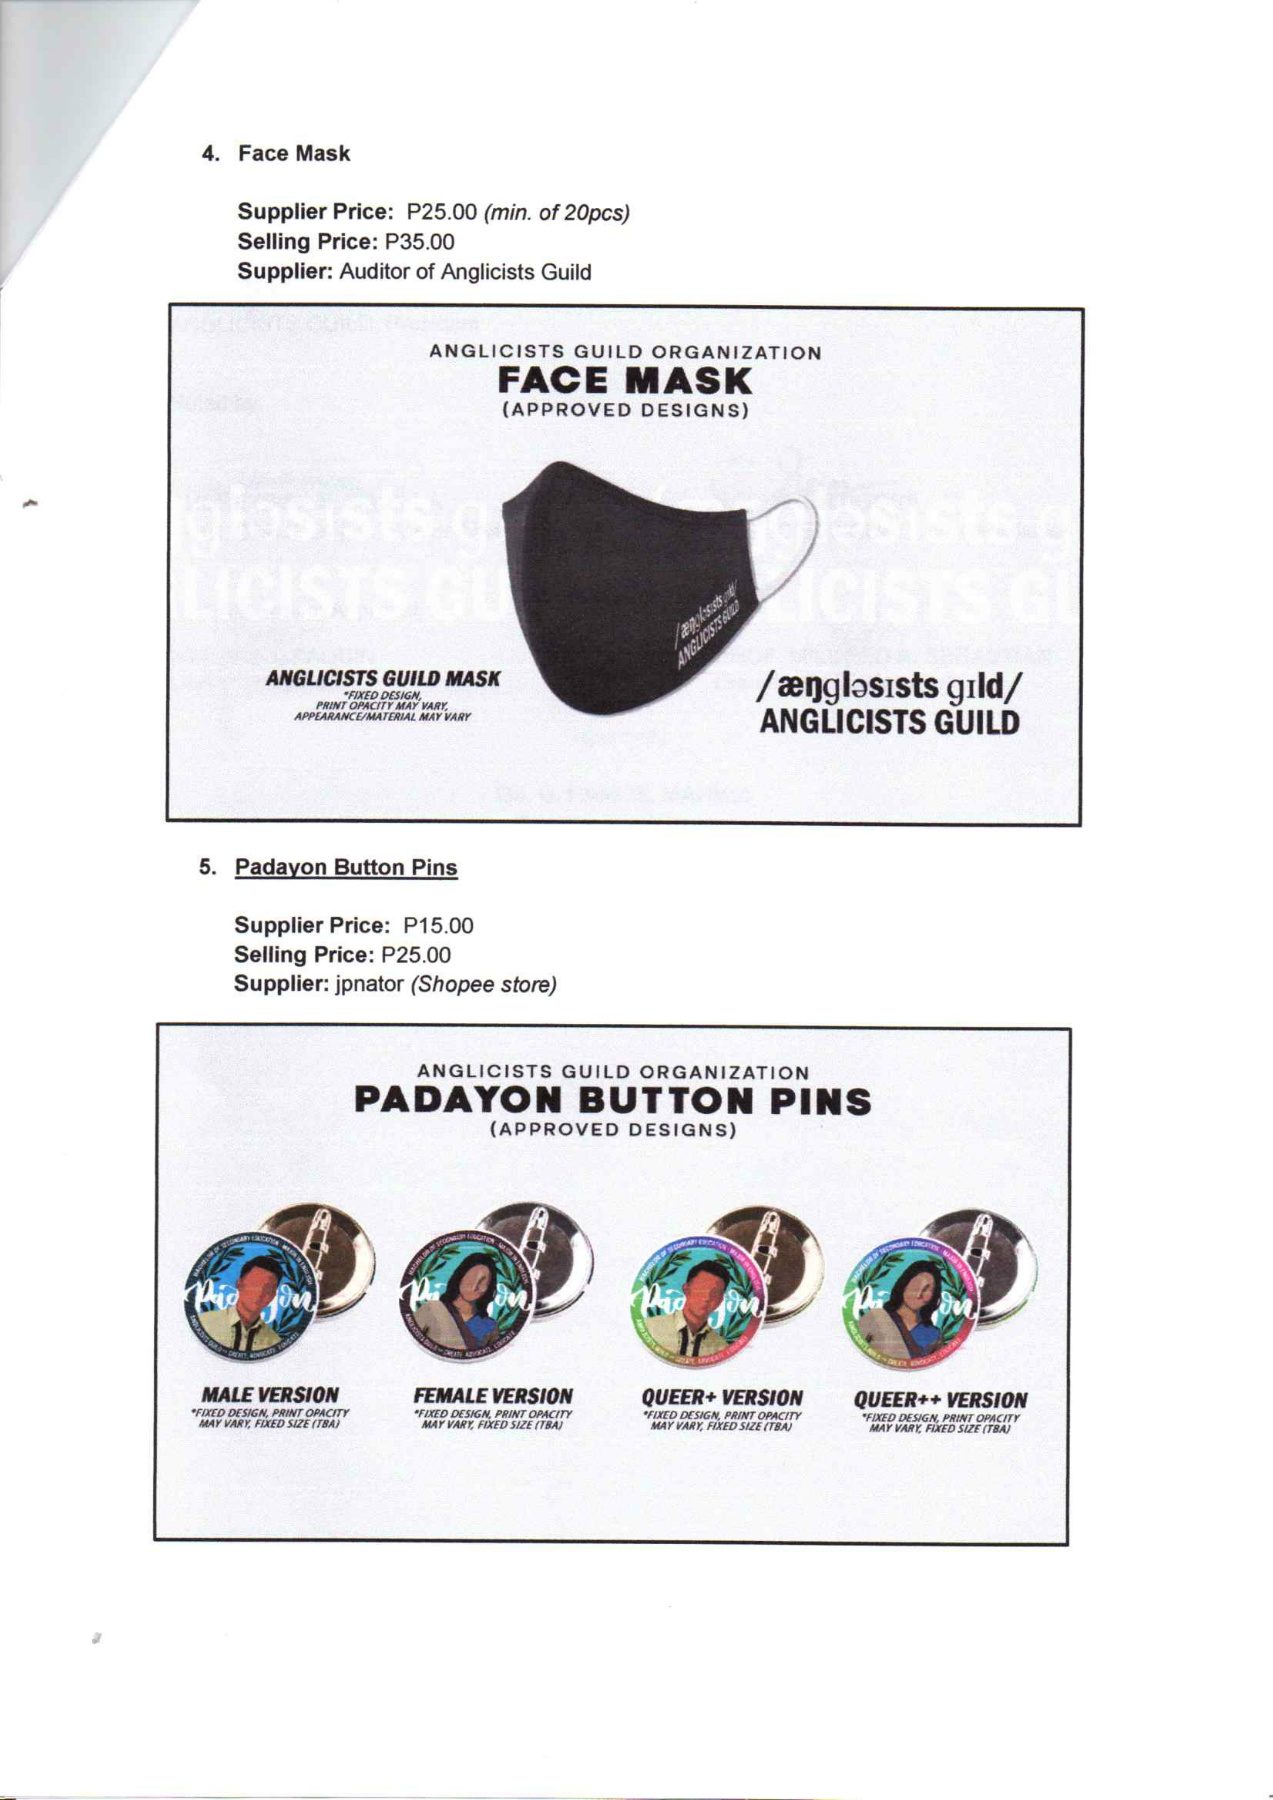 4. Face Mask
Supplier Price: P25.00 (min. of 20pcs)
Selling Price: P35.00
Supplier: Auditor of Anglicists Guild
ANGLICISTS GUILD ORGANIZATION
FACE MASK
(APPROVED DESIGNS)
/æŋgləsɪsts gɪld/
ANGLICISTS GUILD
ANGLICISTS GUILD MASK
*FIXED DESIGN,
PRINT OPACITY MAY VARY,
APPEARANCE/MATERIAL MAY VARY
/æŋgləsɪsts gɪld/
ANGLICISTS GUILD
5. Padayon Button Pins
Supplier Price: P15.00
Selling Price: P25.00
Supplier: jpnator (Shopee store)
ANGLICISTS GUILD ORGANIZATION
PADAYON BUTTON PINS
(APPROVED DESIGNS)
MALE VERSION
*FIXED DESIGN, PRINT OPACITY
MAY VARY, FIXED SIZE (TBA)
FEMALE VERSION
*FIXED DESIGN, PRINT OPACITY
MAY VARY, FIXED SIZE (TBA)
QUEER+ VERSION
*FIXED DESIGN, PRINT OPACITY
MAY VARY, FIXED SIZE (TBA)
QUEER++ VERSION
*FIXED DESIGN, PRINT OPACITY
MAY VARY, FIXED SIZE (TBA)